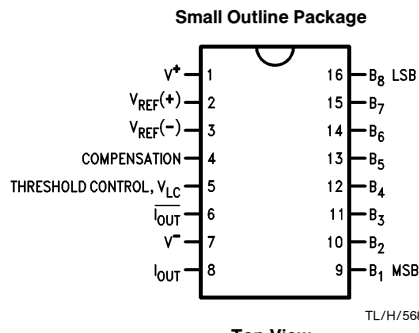 Small Outline Package
V+ 1 16 B8 LSB
VREF(+) 2 15 B7
VREF(−) 3 14 B6
COMPENSATION 4 13 B5
THRESHOLD CONTROL, VLC 5 12 B4
I̅O̅U̅T̅ 6 11 B3
V− 7 10 B2
IOUT 8 9 B1 MSB
TL/H/568
Top View